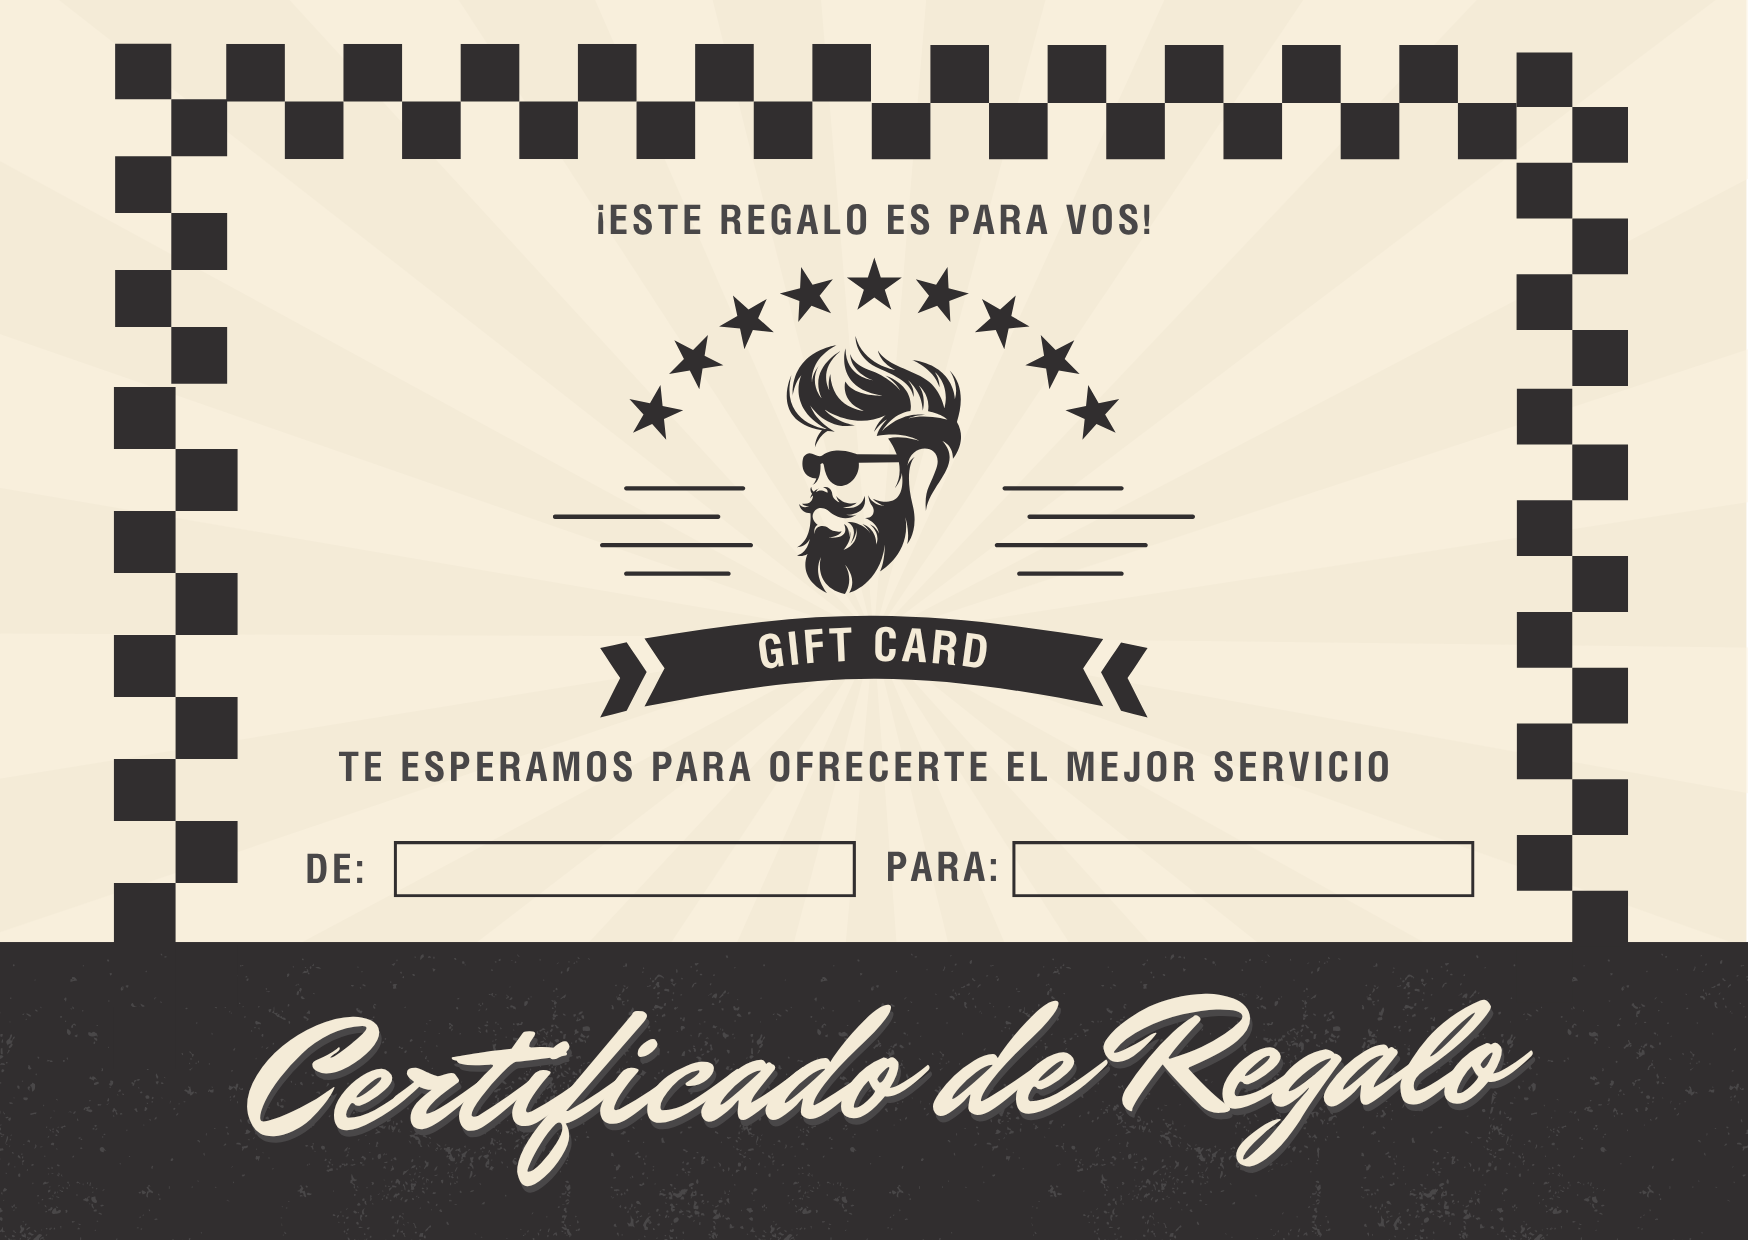 ¡ESTE REGALO ES PARA VOS!
GIFT CARD
TE ESPERAMOS PARA OFRECERTE EL MEJOR SERVICIO
DE:
PARA:
Certificado de Regalo